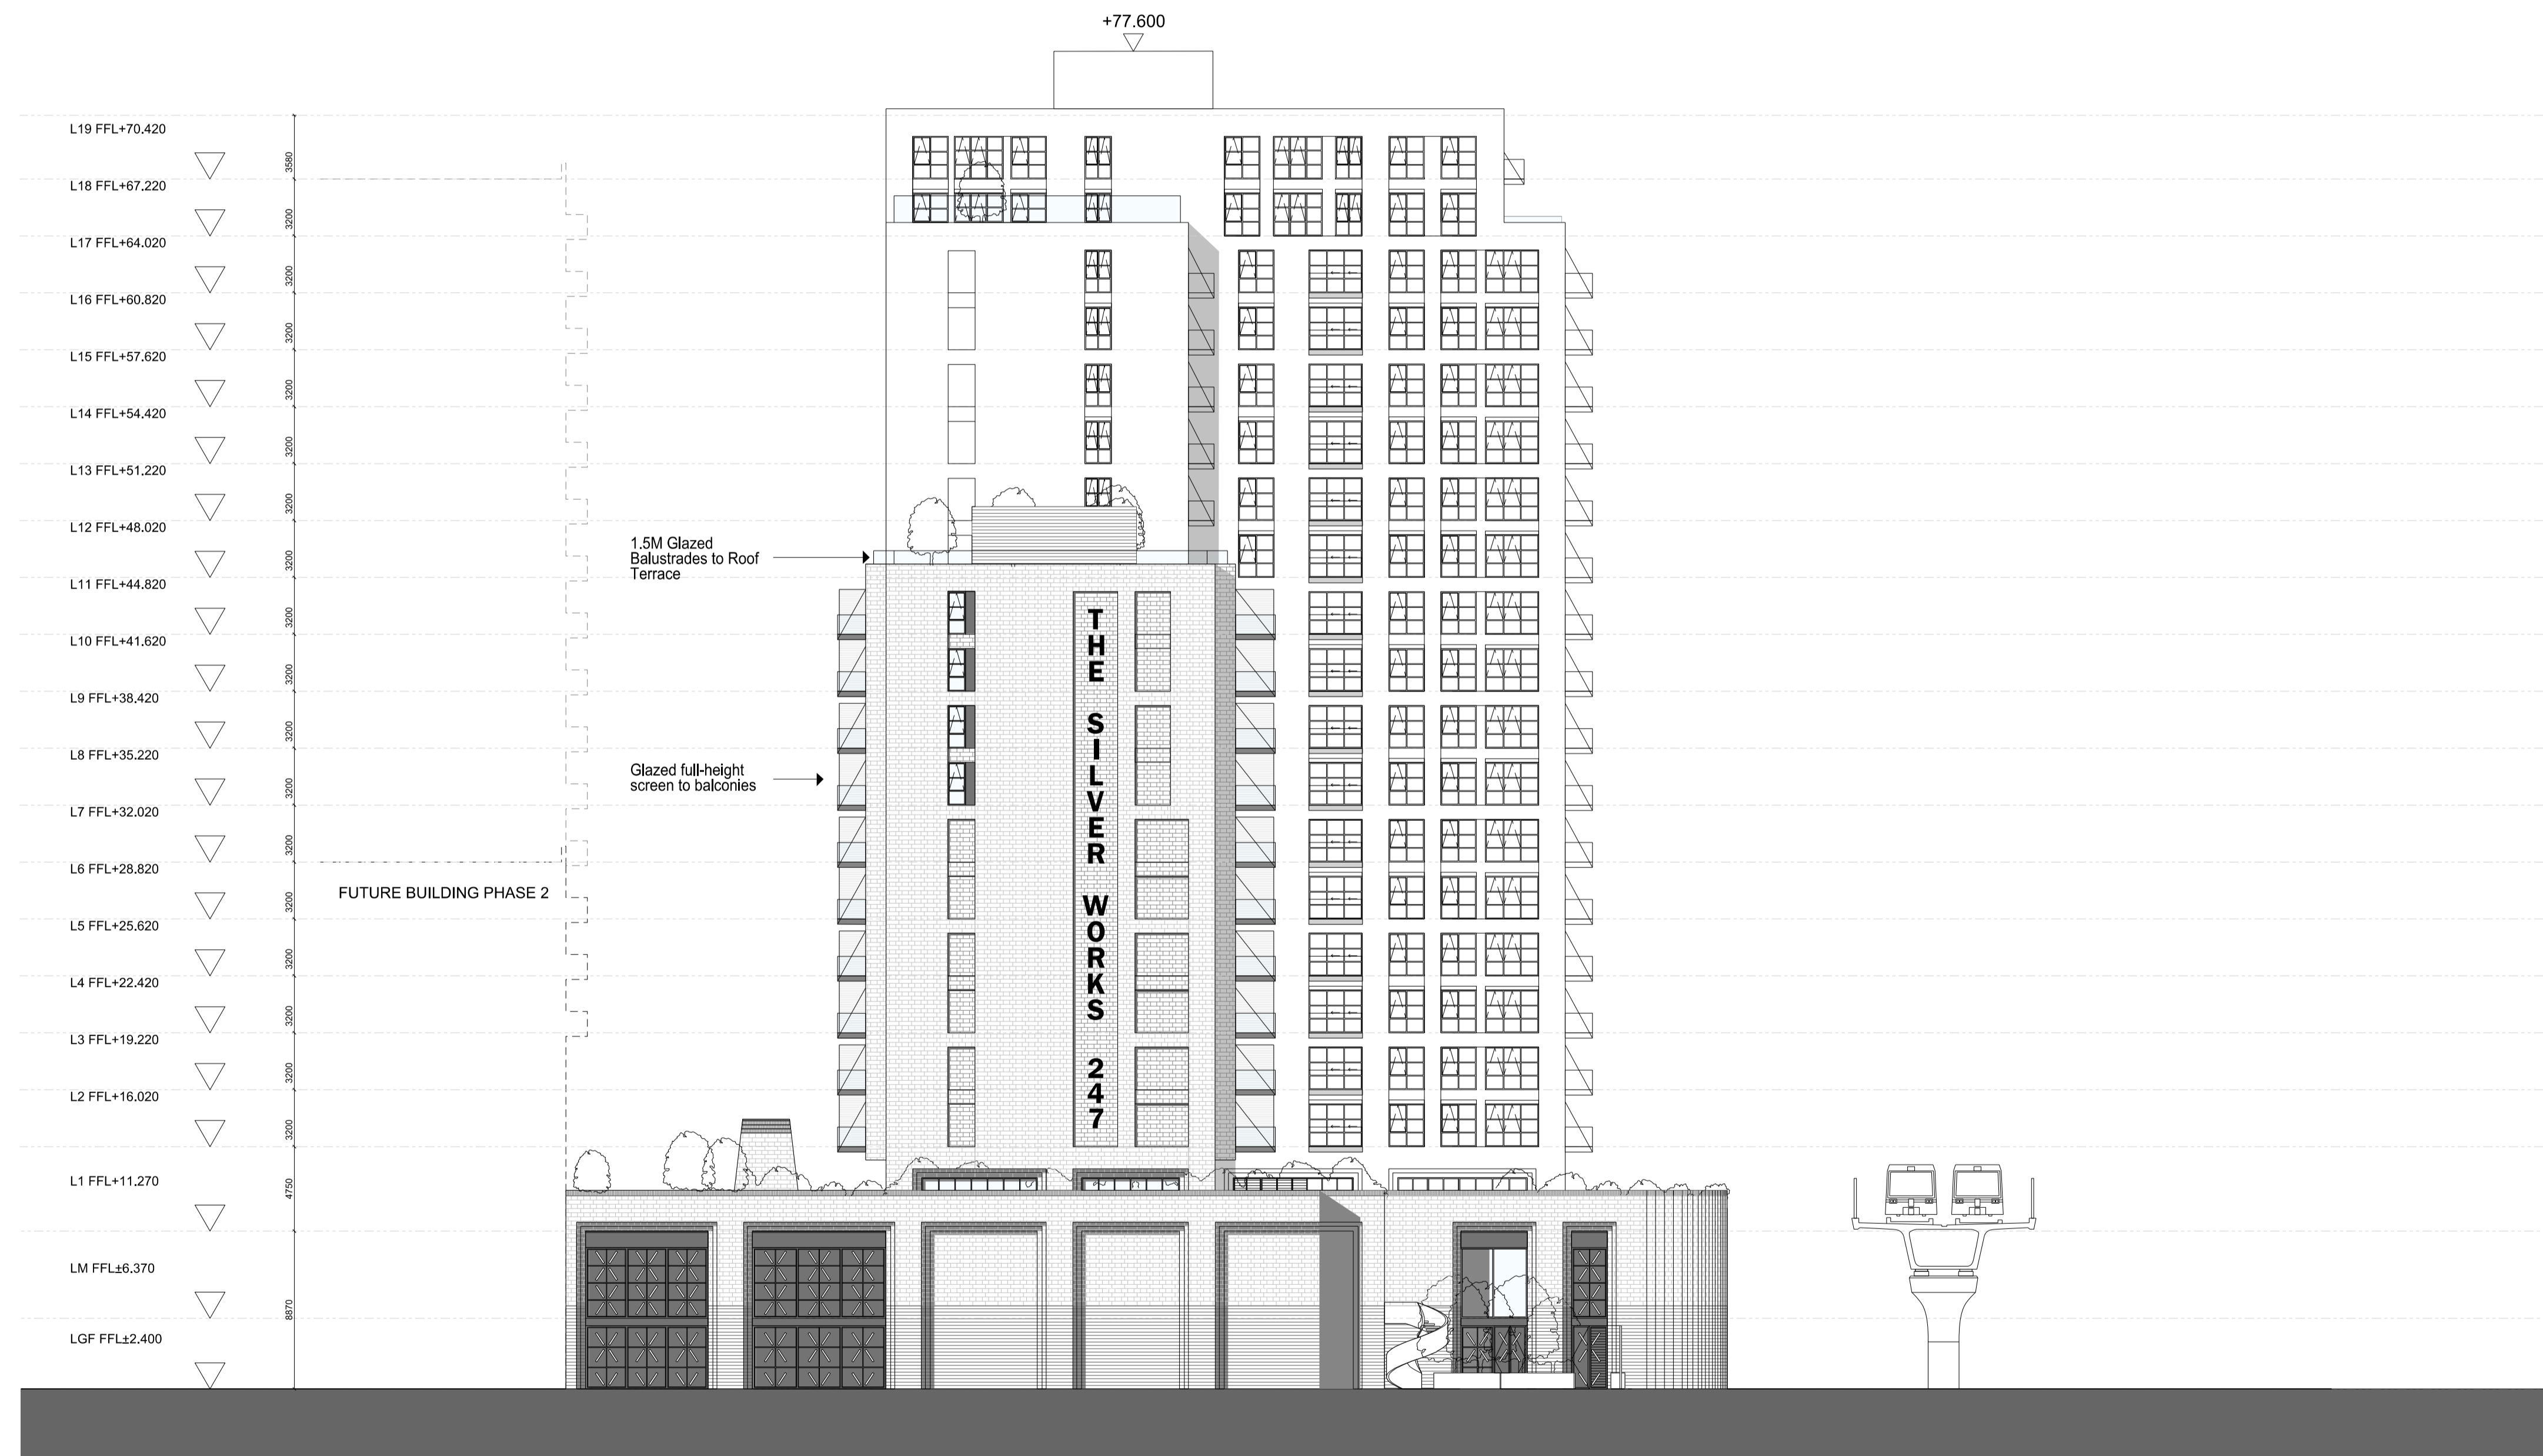 +77.600
L19 FFL+70.420
3580
L18 FFL+67.220
3200
L17 FFL+64.020
3200
L16 FFL+60.820
3200
L15 FFL+57.620
3200
L14 FFL+54.420
3200
L13 FFL+51.220
3200
L12 FFL+48.020
3200
L11 FFL+44.820
3200
L10 FFL+41.620
3200
L9 FFL+38.420
3200
L8 FFL+35.220
3200
L7 FFL+32.020
3200
L6 FFL+28.820
3200
L5 FFL+25.620
3200
L4 FFL+22.420
3200
L3 FFL+19.220
3200
L2 FFL+16.020
3200
L1 FFL+11.270
4750
LM FFL±6.370
8870
LGF FFL±2.400
FUTURE BUILDING PHASE 2
1.5M Glazed
Balustrades to Roof
Terrace
Glazed full-height
screen to balconies
THE SILVER WORKS 247